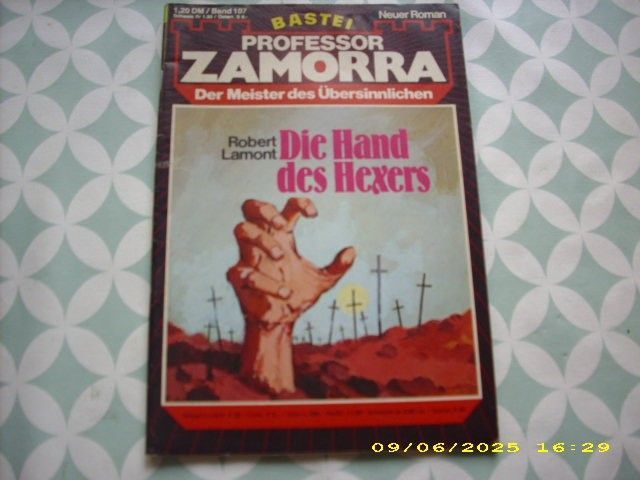 1,20 DM / Band 107
BASTEI
Neuer Roman
PROFESSOR
ZAMORRA
Der Meister des Übersinnlichen
Robert
Lamont
Die Hand
des Hexers
09/06/2025 16:29